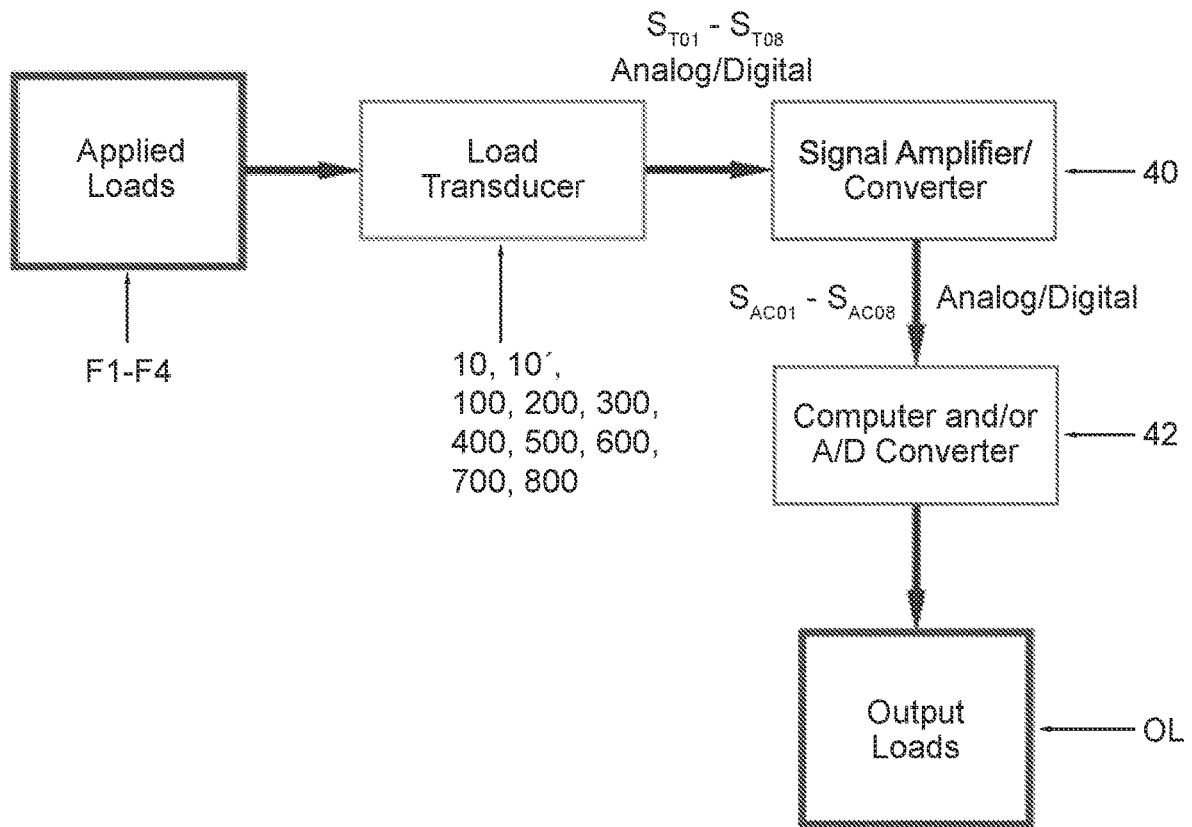 S_T01 - S_T08
Analog/Digital
Applied
Loads
Load
Transducer
Signal Amplifier/
Converter
40
F1-F4
10, 10´,
100, 200, 300,
400, 500, 600,
700, 800
S_AC01 - S_AC08
Analog/Digital
Computer and/or
A/D Converter
42
Output
Loads
OL